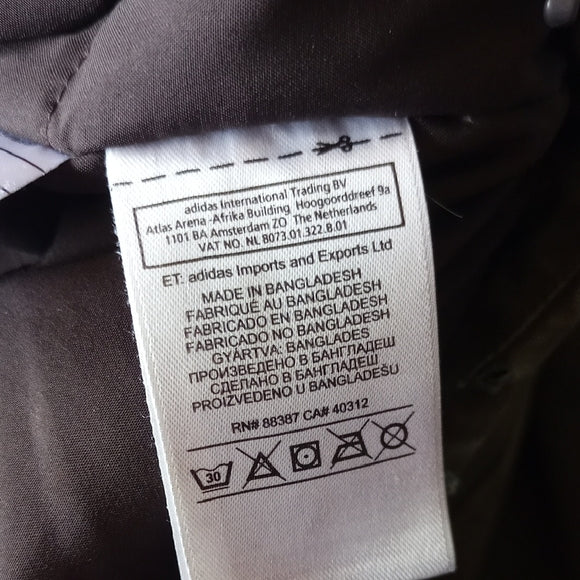 adidas International Trading BV
Atlas Arena -Afrika Building Hoogoorddreef 9a
1101 BA Amsterdam ZO The Netherlands
VAT NO. NL 8073.01.322.B.01
ET: adidas Imports and Exports Ltd
MADE IN BANGLADESH
FABRIQUÉ AU BANGLADESH
FABRICADO EN BANGLADESH
FABRICADO NO BANGLADESH
GYÁRTVA: BANGLADES
ПРОИЗВЕДЕНО В БАНГЛАДЕШ
СДЕЛАНО В БАНГЛАДЕШ
PROIZVEDENO U BANGLADEŠU
RN# 88387 CA# 40312
30